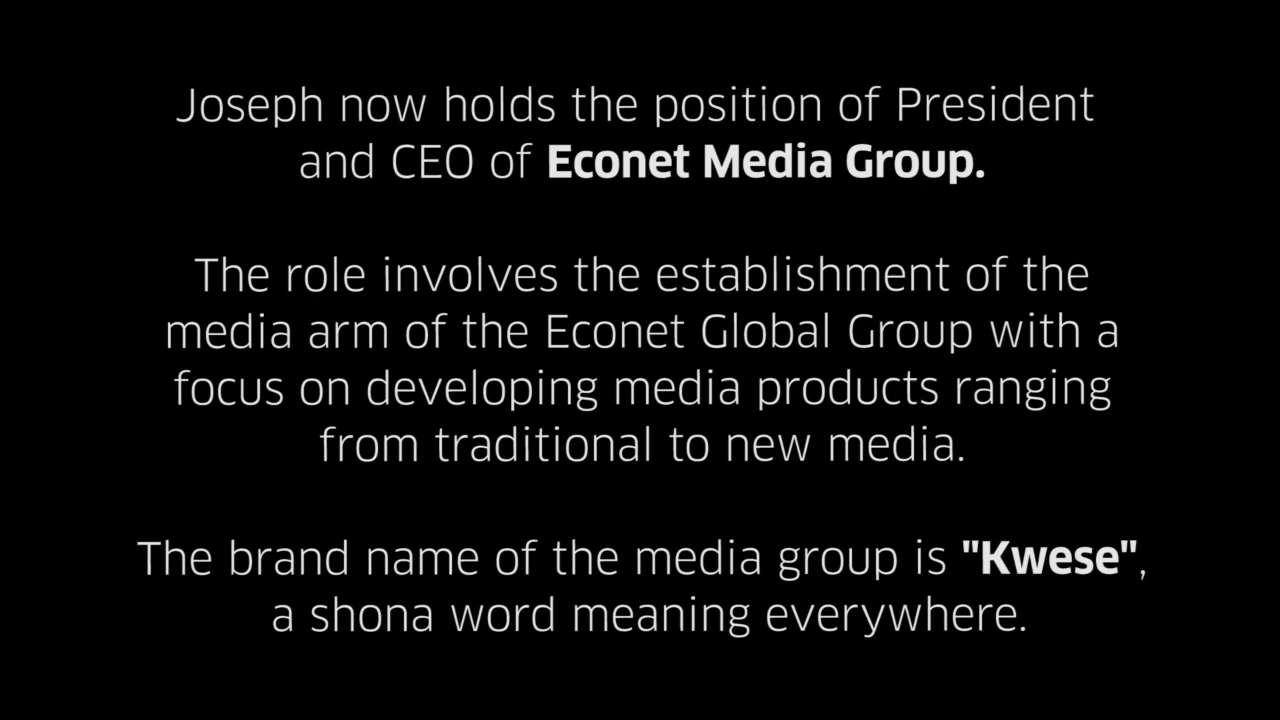 Joseph now holds the position of President
and CEO of Econet Media Group.
The role involves the establishment of the
media arm of the Econet Global Group with a
focus on developing media products ranging
from traditional to new media.
The brand name of the media group is "Kwese",
a shona word meaning everywhere.